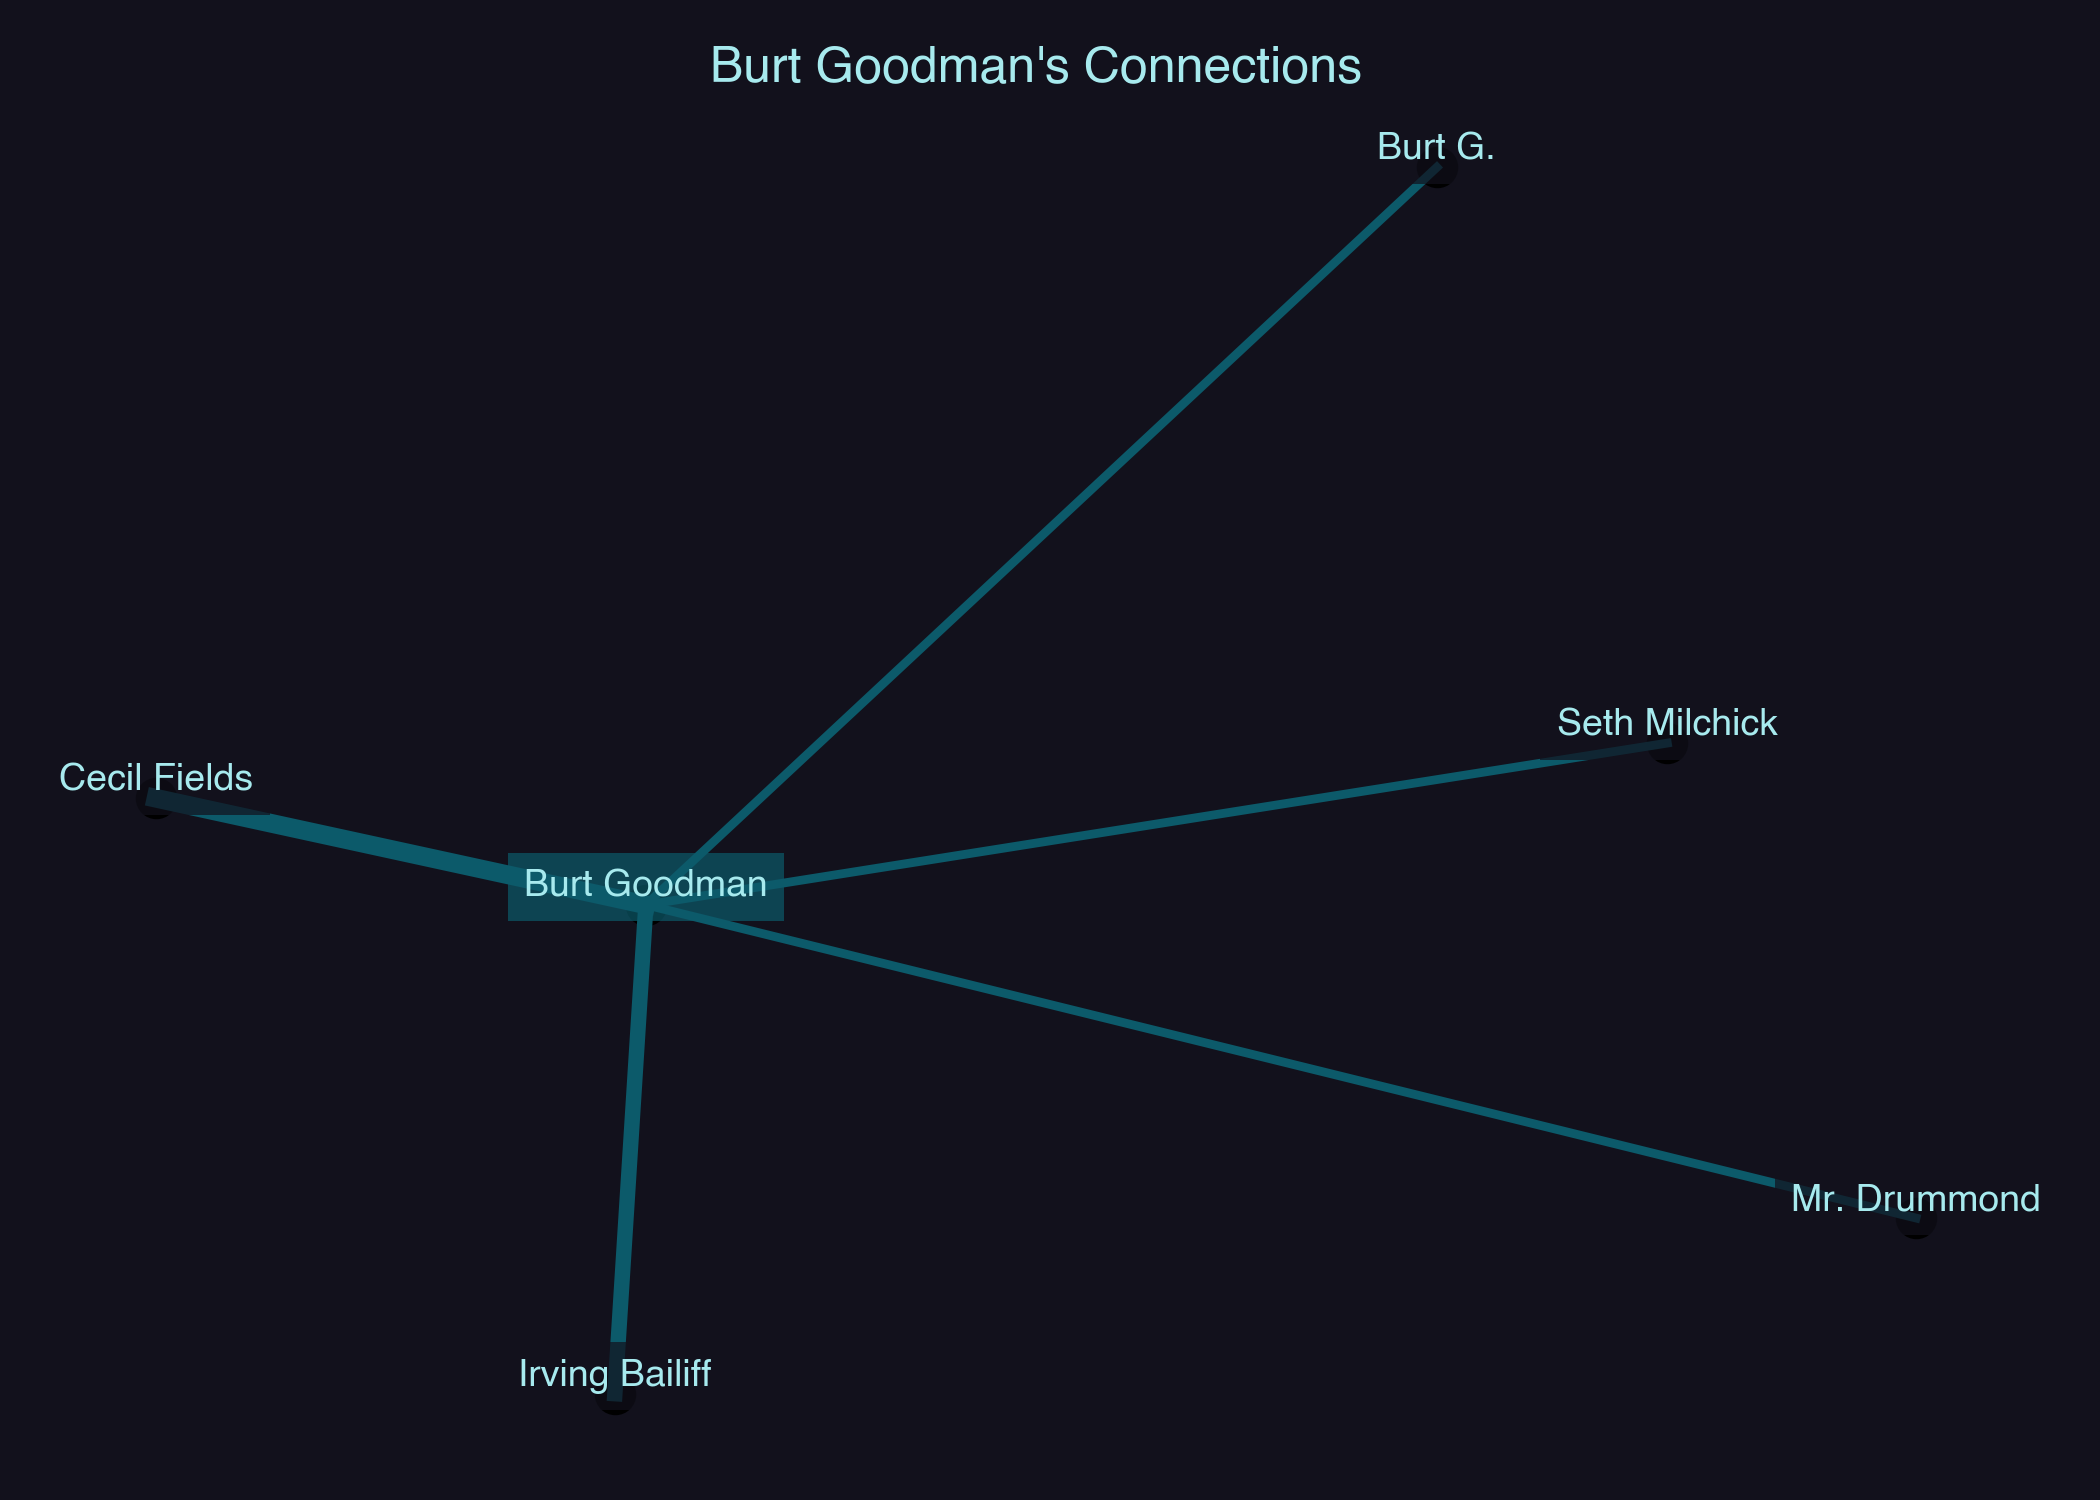 Burt Goodman's Connections
Burt G.
Seth Milchick
Cecil Fields
Burt Goodman
Mr. Drummond
Irving Bailiff